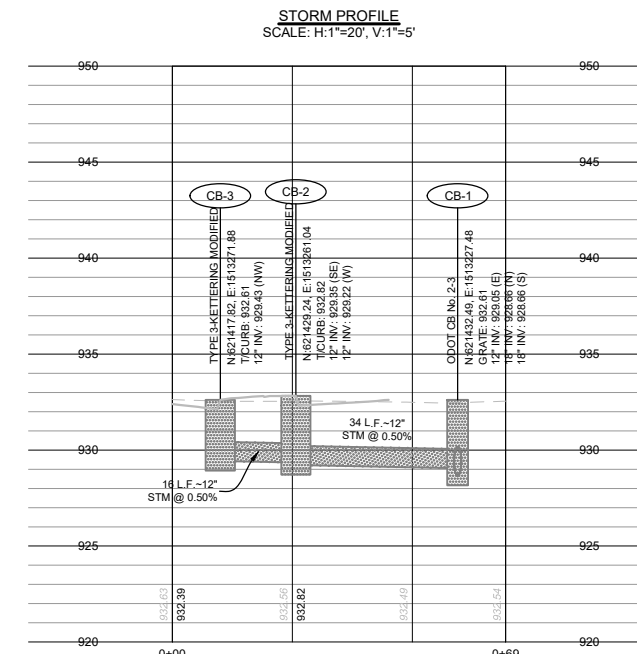 STORM PROFILE
SCALE: H:1"=20', V:1"=5'
950
950
945
945
CB-3
CB-2
CB-1
TYPE 3-KETTERING MODIFIED
N:621417.82, E:1513271.88
T/CURB: 932.61
12" INV: 929.43 (NW)
TYPE 3-KETTERING MODIFIED
N:621429.24, E:1513261.04
T/CURB: 932.82
12" INV: 929.35 (SE)
12" INV: 929.22 (W)
ODOT CB No. 2-3
N:621432.49, E:1513227.48
GRATE: 932.61
12" INV: 929.05 (E)
18" INV: 928.66 (N)
18" INV: 928.66 (S)
940
940
935
935
34 L.F.~12"
STM @ 0.50%
930
930
16 L.F.~12"
STM @ 0.50%
925
925
932.63
932.39
932.56
932.82
932.49
932.54
920
920
0+00
0+69